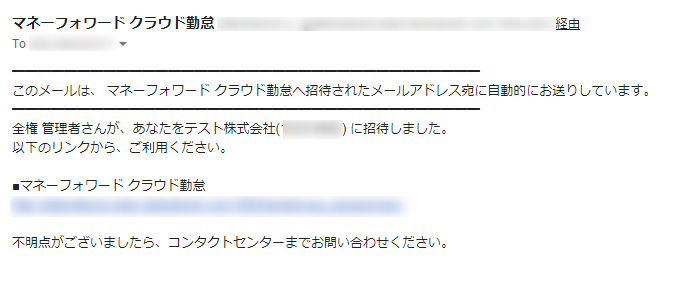 マネーフォワード クラウド勤怠 経由
To
このメールは、 マネーフォワード クラウド勤怠へ招待されたメールアドレス宛に自動的にお送りしています。
全権 管理者さんが、あなたをテスト株式会社( ) に招待しました。
以下のリンクから、ご利用ください。
■マネーフォワード クラウド勤怠
不明点がございましたら、コンタクトセンターまでお問い合わせください。